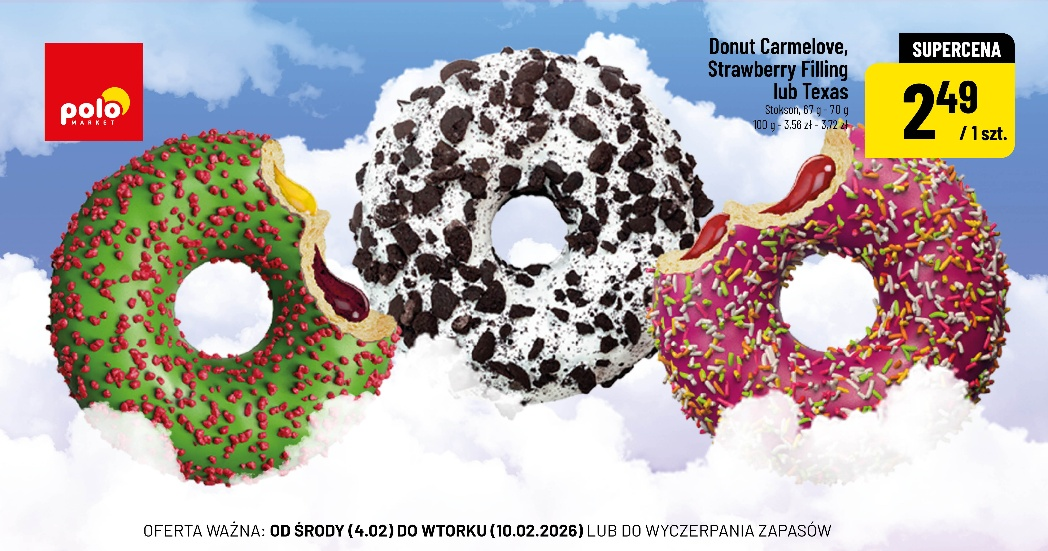 polo
MARKET
Donut Carmelove,
Strawberry Filling
lub Texas
Stokson, 67 g - 70 g
100 g - 3,56 zł - 3,72 zł
SUPERCENA
2 49
/ 1 szt.
OFERTA WAŻNA: OD ŚRODY (4.02) DO WTORKU (10.02.2026) LUB DO WYCZERPANIA ZAPASÓW